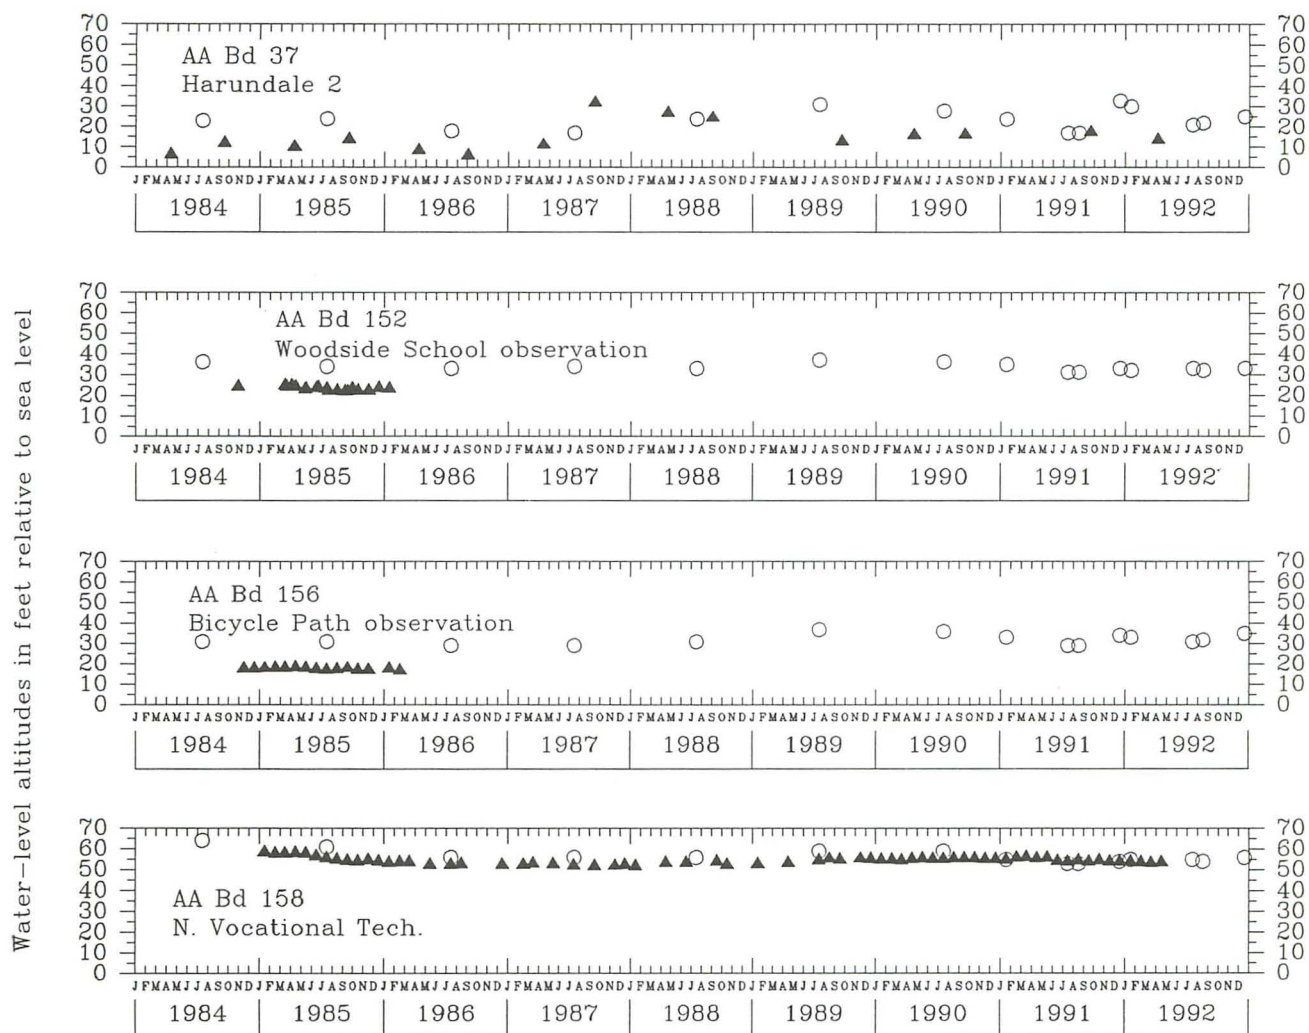 Water-level altitudes in feet relative to sea level
70 70
60 60
50 50
40 40
30 30
20 20
10 10
0 0
AA Bd 37
Harundale 2
J F M A M J J A S O N D J F M A M J J A S O N D J F M A M J J A S O N D J F M A M J J A S O N D J F M A M J J A S O N D J F M A M J J A S O N D J F M A M J J A S O N D J F M A M J J A S O N D J F M A M J J A S O N D
1984 1985 1986 1987 1988 1989 1990 1991 1992
70 70
60 60
50 50
40 40
30 30
20 20
10 10
0 0
AA Bd 152
Woodside School observation
J F M A M J J A S O N D J F M A M J J A S O N D J F M A M J J A S O N D J F M A M J J A S O N D J F M A M J J A S O N D J F M A M J J A S O N D J F M A M J J A S O N D J F M A M J J A S O N D J F M A M J J A S O N D
1984 1985 1986 1987 1988 1989 1990 1991 1992
70 70
60 60
50 50
40 40
30 30
20 20
10 10
0 0
AA Bd 156
Bicycle Path observation
J F M A M J J A S O N D J F M A M J J A S O N D J F M A M J J A S O N D J F M A M J J A S O N D J F M A M J J A S O N D J F M A M J J A S O N D J F M A M J J A S O N D J F M A M J J A S O N D J F M A M J J A S O N D
1984 1985 1986 1987 1988 1989 1990 1991 1992
70 70
60 60
50 50
40 40
30 30
20 20
10 10
0 0
AA Bd 158
N. Vocational Tech.
J F M A M J J A S O N D J F M A M J J A S O N D J F M A M J J A S O N D J F M A M J J A S O N D J F M A M J J A S O N D J F M A M J J A S O N D J F M A M J J A S O N D J F M A M J J A S O N D J F M A M J J A S O N D
1984 1985 1986 1987 1988 1989 1990 1991 1992